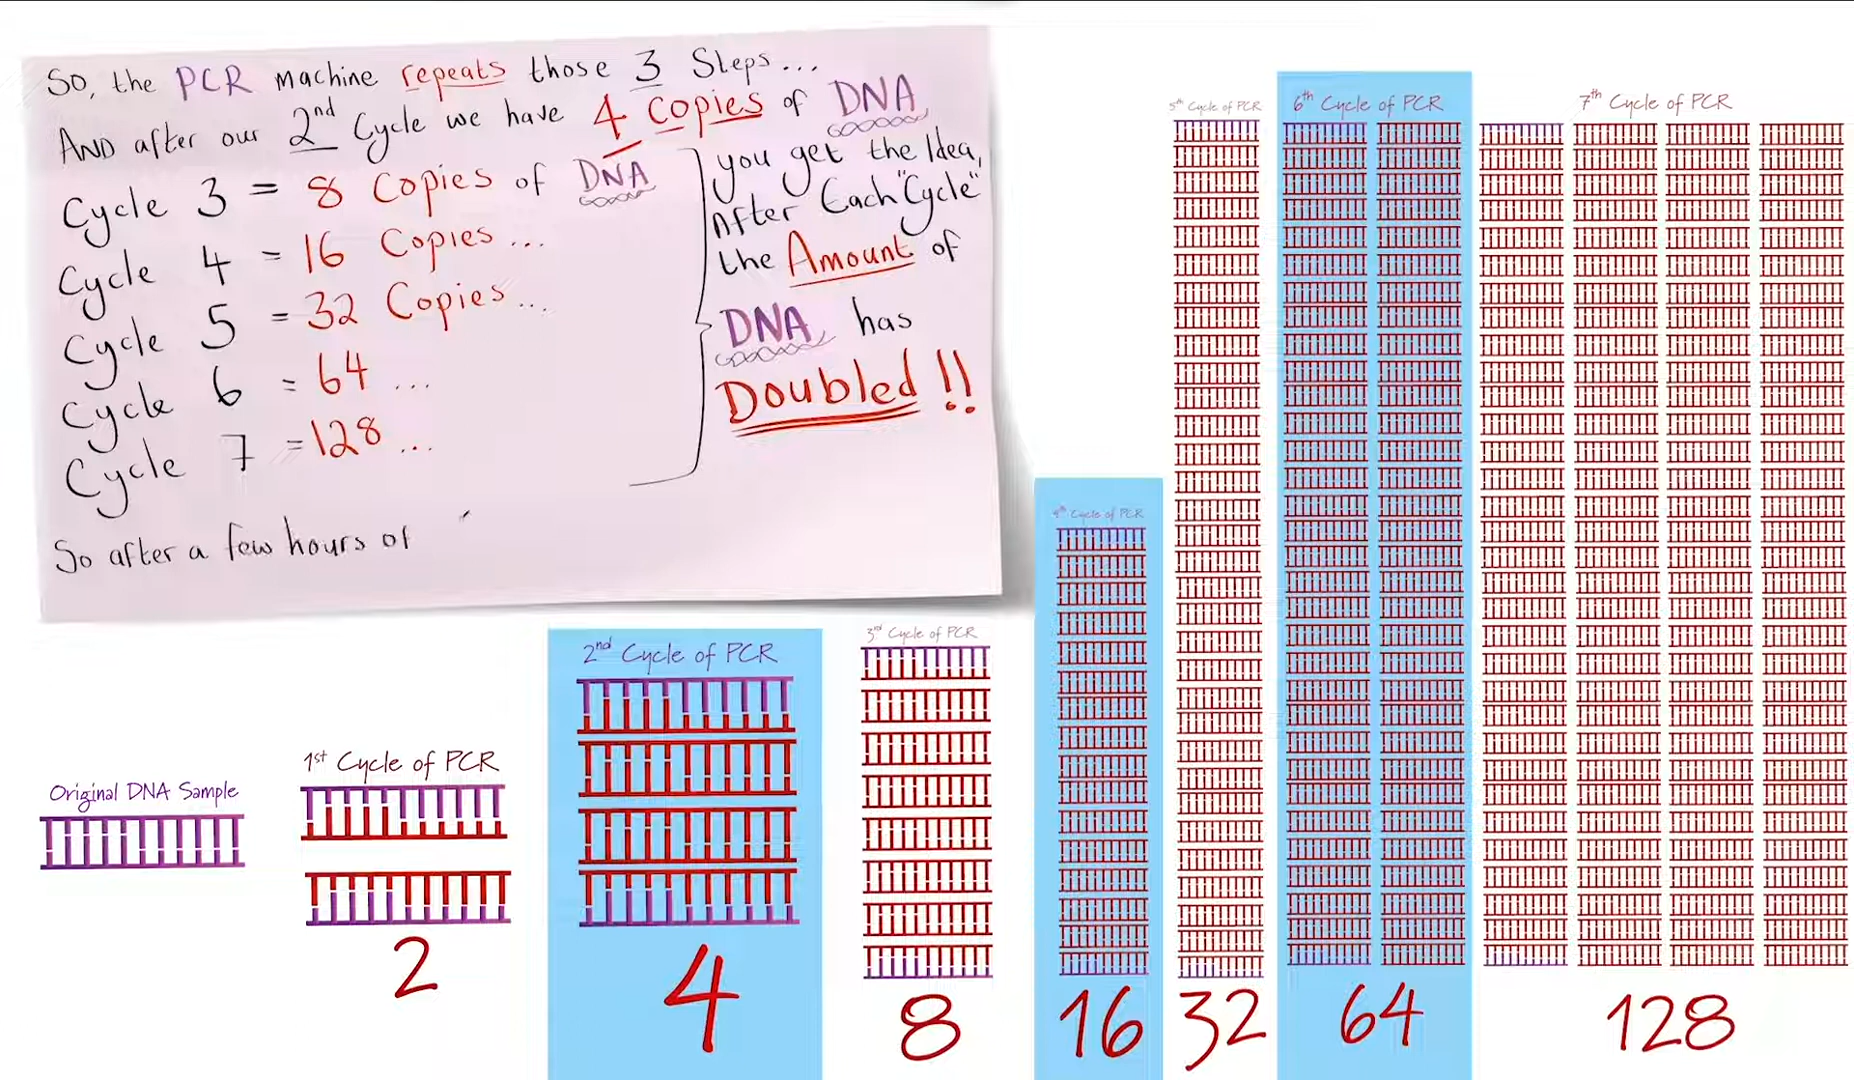 So, the PCR Machine repeats those 3 Steps...
AND after our 2nd Cycle we have 4 Copies of DNA
Cycle 3 = 8 Copies of DNA
Cycle 4 = 16 Copies ...
Cycle 5 = 32 Copies ...
Cycle 6 = 64 ...
Cycle 7 = 128 ...
you get the Idea,
After Each "Cycle"
the Amount of
DNA has
Doubled !!
So after a few hours of
Original DNA Sample
1st Cycle of PCR
2
2nd Cycle of PCR
4
3rd Cycle of PCR
8
4th Cycle of PCR
16
5th Cycle of PCR
32
6th Cycle of PCR
64
7th Cycle of PCR
128